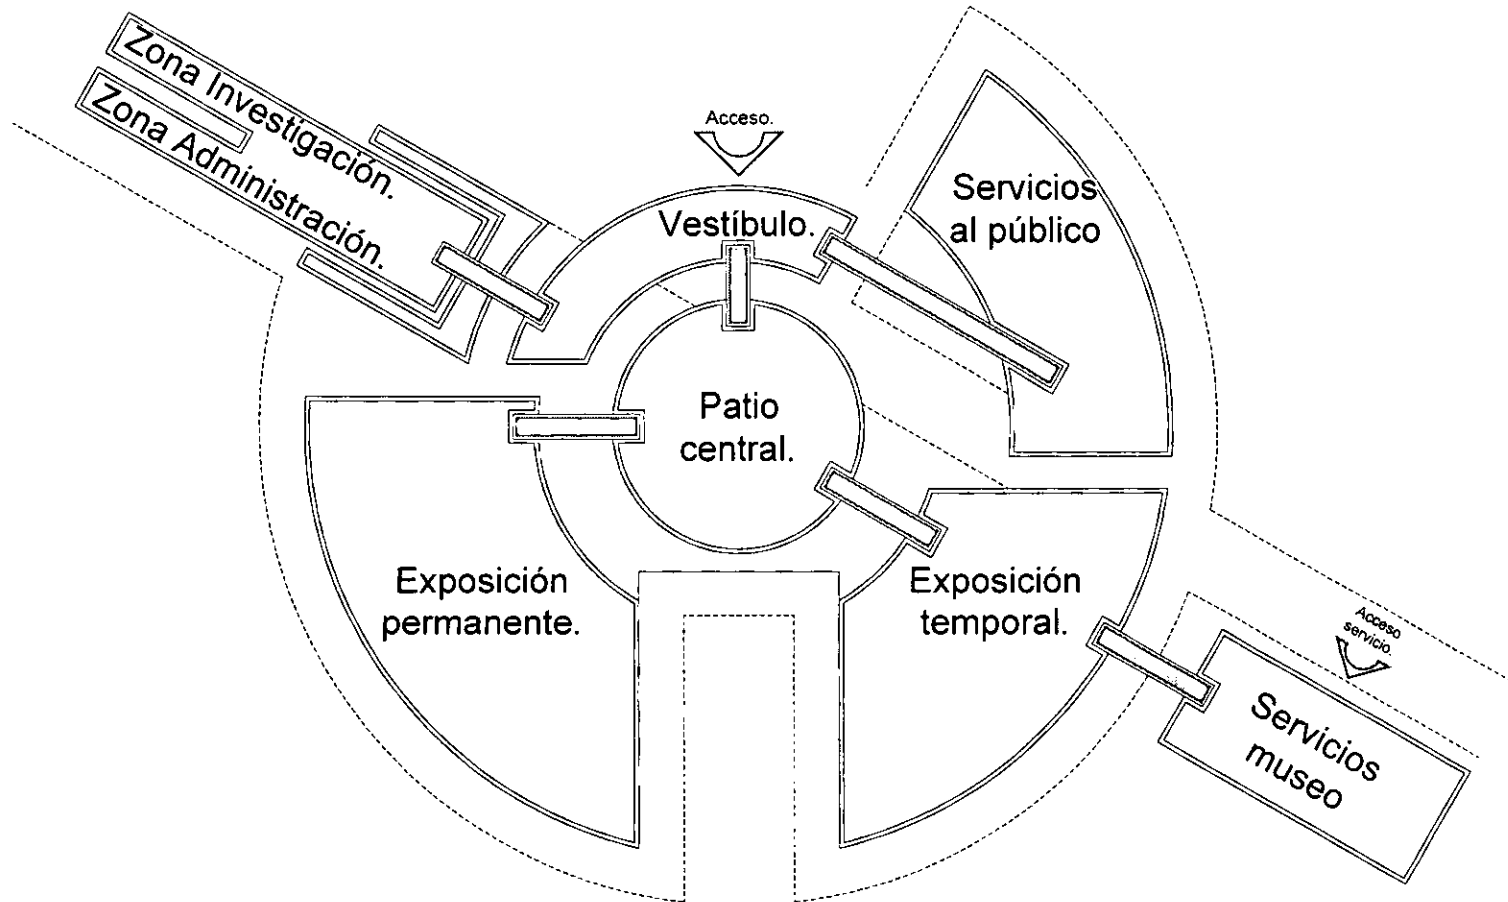 Zona Investigación.
Zona Administración.
Acceso.
Vestíbulo.
Servicios
al público
Patio
central.
Exposición
permanente.
Exposición
temporal.
Acceso
servicio.
Servicios
museo